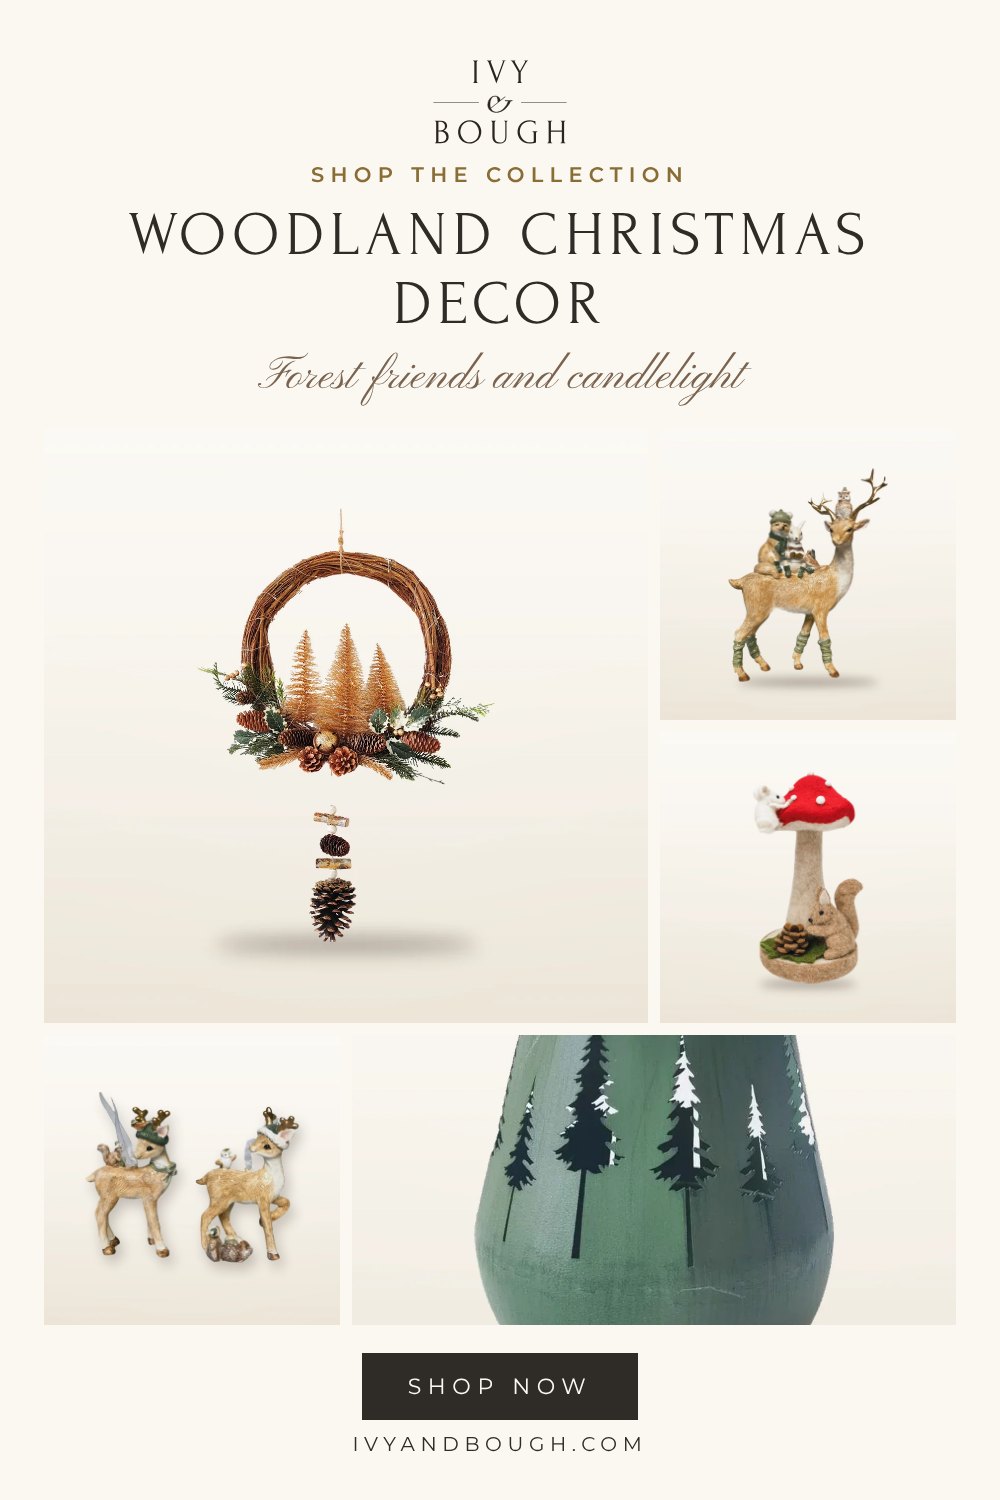 IVY
&
BOUGH
SHOP THE COLLECTION
WOODLAND CHRISTMAS
DECOR
Forest friends and candlelight
SHOP NOW
IVYANDBOUGH.COM